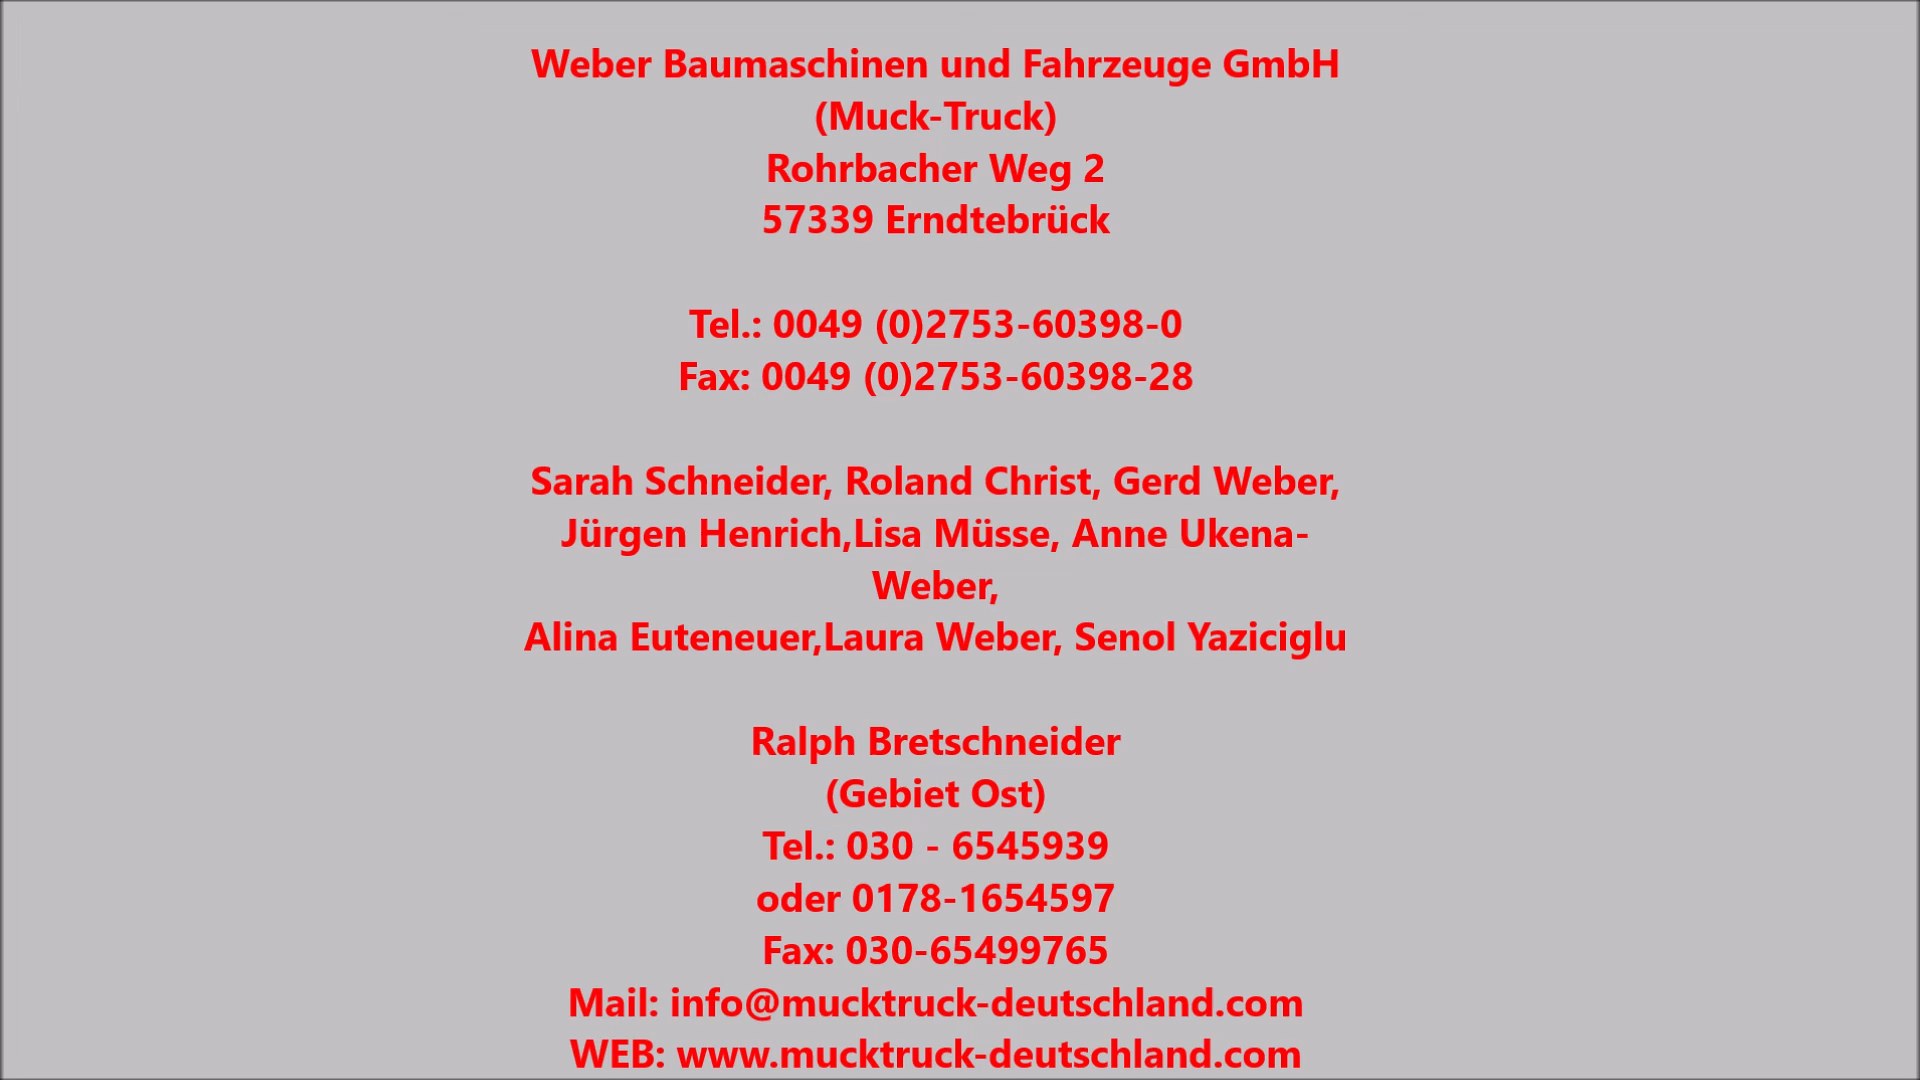 Weber Baumaschinen und Fahrzeuge GmbH
(Muck-Truck)
Rohrbacher Weg 2
57339 Erndtebrück
Tel.: 0049 (0)2753-60398-0
Fax: 0049 (0)2753-60398-28
Sarah Schneider, Roland Christ, Gerd Weber,
Jürgen Henrich,Lisa Müsse, Anne Ukena-
Weber,
Alina Euteneuer,Laura Weber, Senol Yaziciglu
Ralph Bretschneider
(Gebiet Ost)
Tel.: 030 - 6545939
oder 0178-1654597
Fax: 030-65499765
Mail: info@mucktruck-deutschland.com
WEB: www.mucktruck-deutschland.com